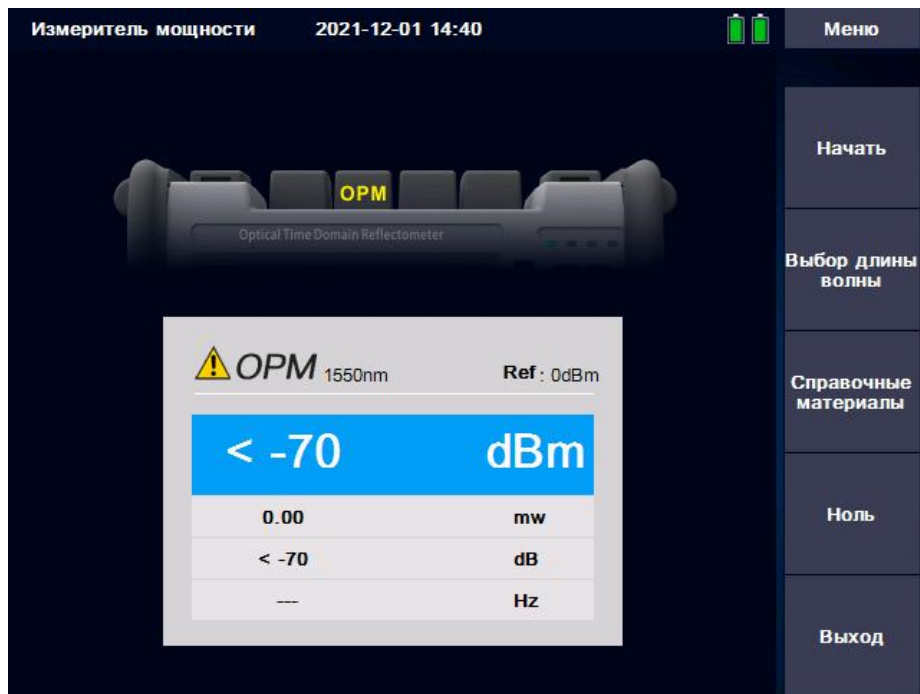 Измеритель мощности 2021-12-01 14:40
Меню
OPM
Optical Time Domain Reflectometer
Начать
Выбор длины
волны
Справочные
материалы
Ноль
Выход
OPM 1550nm Ref : 0dBm
< -70 dBm
0.00 mw
< -70 dB
--- Hz